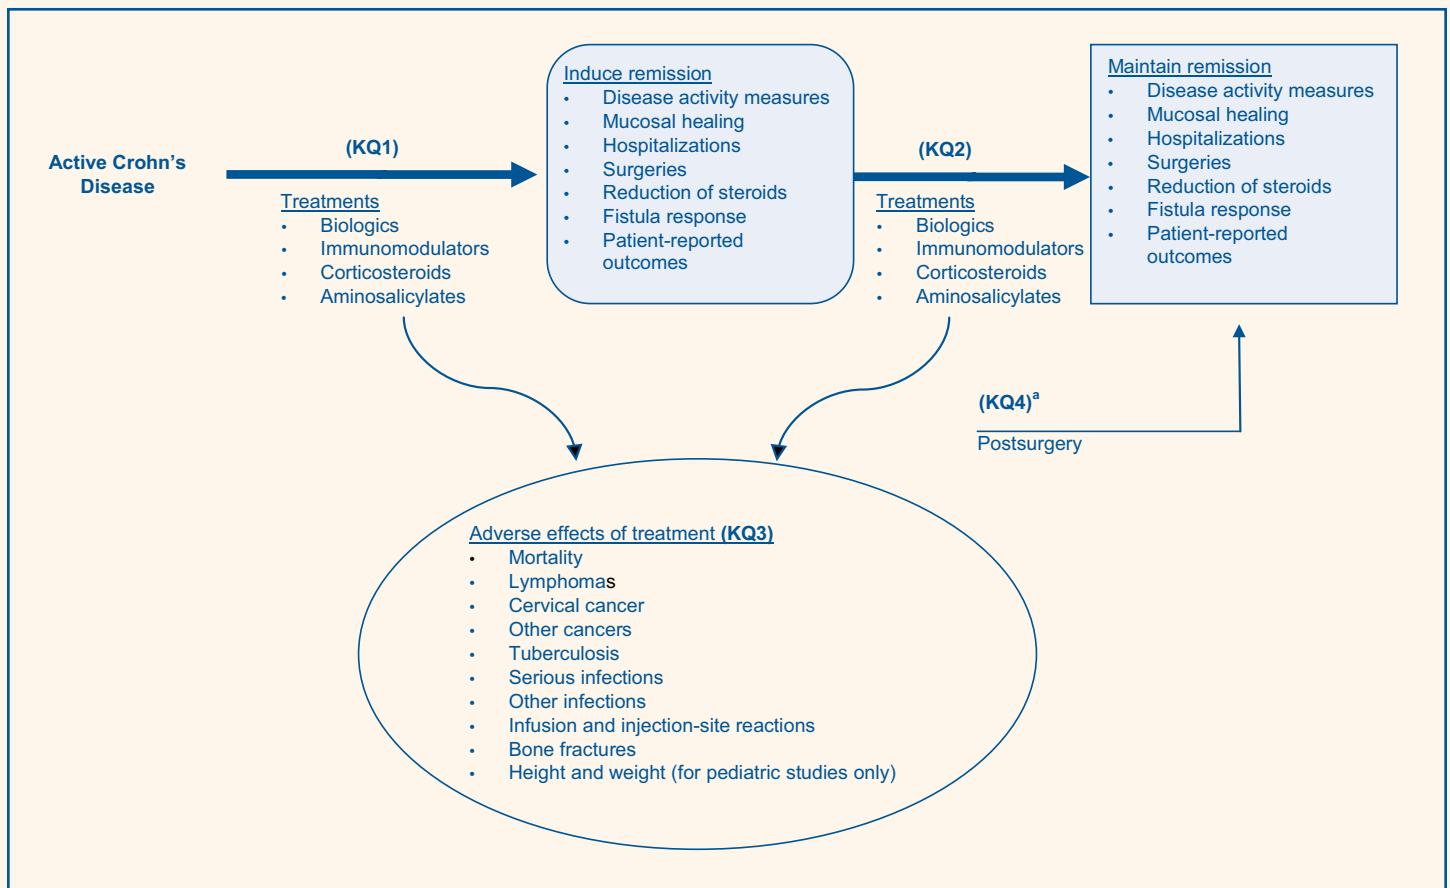 Active Crohn’s
Disease
(KQ1)
Treatments
• Biologics
• Immunomodulators
• Corticosteroids
• Aminosalicylates
Induce remission
• Disease activity measures
• Mucosal healing
• Hospitalizations
• Surgeries
• Reduction of steroids
• Fistula response
• Patient-reported
outcomes
(KQ2)
Treatments
• Biologics
• Immunomodulators
• Corticosteroids
• Aminosalicylates
Maintain remission
• Disease activity measures
• Mucosal healing
• Hospitalizations
• Surgeries
• Reduction of steroids
• Fistula response
• Patient-reported
outcomes
(KQ4)a
Postsurgery
Adverse effects of treatment (KQ3)
• Mortality
• Lymphomas
• Cervical cancer
• Other cancers
• Tuberculosis
• Serious infections
• Other infections
• Infusion and injection-site reactions
• Bone fractures
• Height and weight (for pediatric studies only)